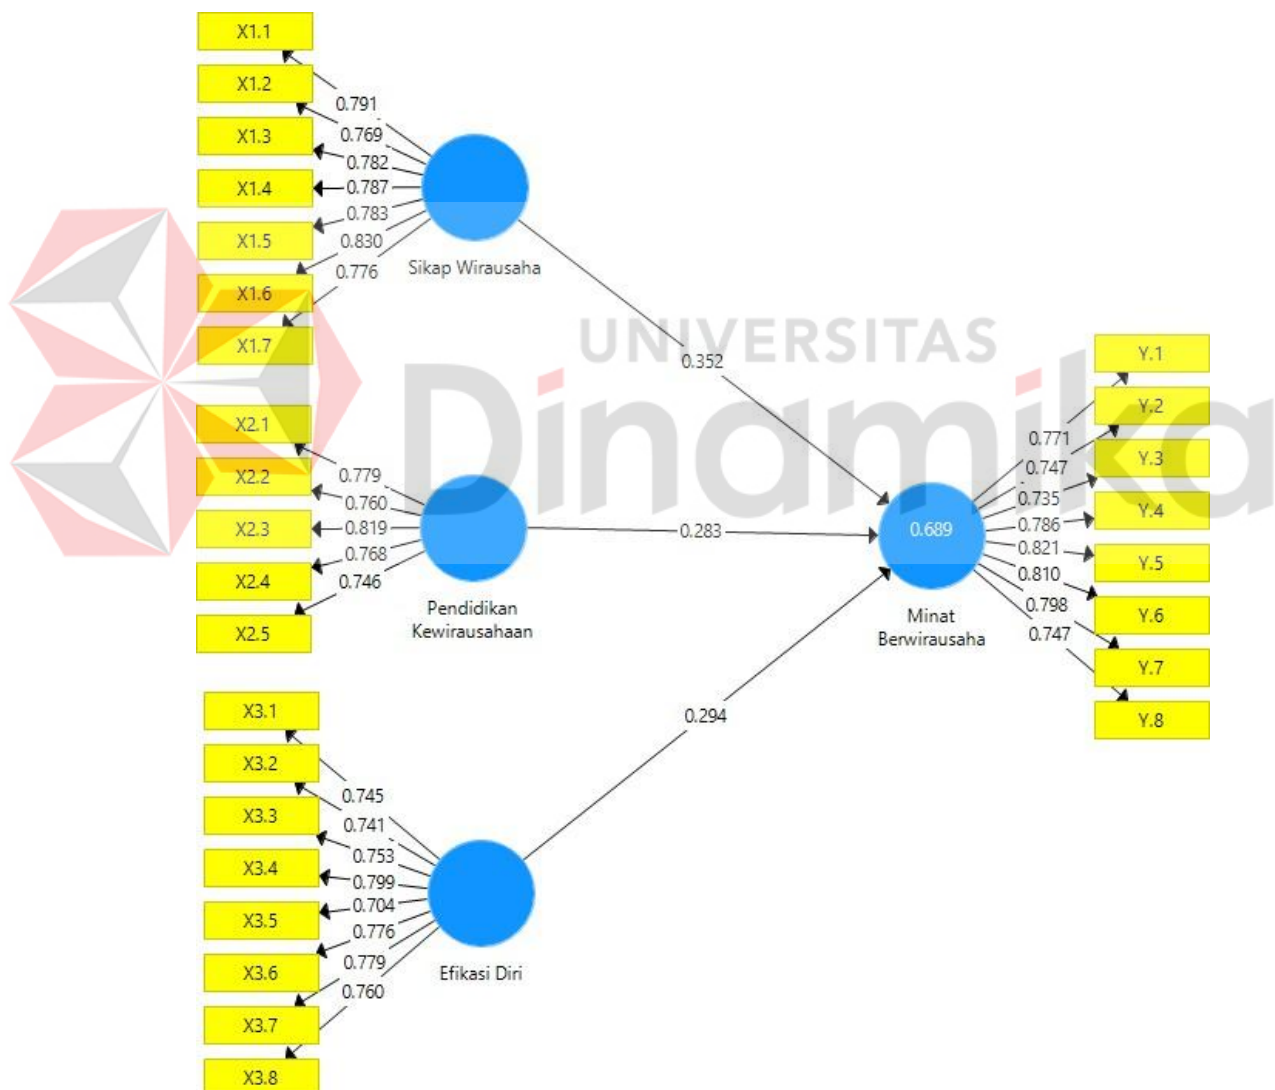 X1.1
X1.2
X1.3
X1.4
X1.5
X1.6
X1.7
0.791
0.769
0.782
0.787
0.783
0.830
0.776
Sikap Wirausaha
0.352
UNIVERSITAS
Dinamika
X2.1
X2.2
X2.3
X2.4
X2.5
0.779
0.760
0.819
0.768
0.746
Pendidikan
Kewirausahaan
0.283
0.689
Minat
Berwirausaha
0.771
0.747
0.735
0.786
0.821
0.810
0.798
0.747
Y.1
Y.2
Y.3
Y.4
Y.5
Y.6
Y.7
Y.8
X3.1
X3.2
X3.3
X3.4
X3.5
X3.6
X3.7
X3.8
0.745
0.741
0.753
0.799
0.704
0.776
0.779
0.760
Efikasi Diri
0.294